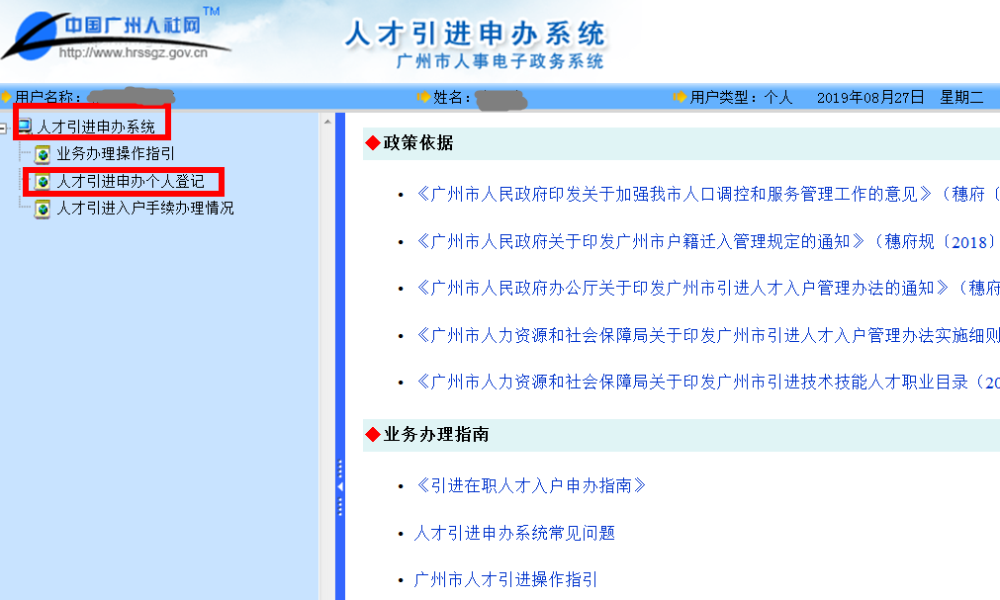 中国广州人社网 TM
http://www.hrssgz.gov.cn
人才引进申办系统
广州市人事电子政务系统
用户名称： 姓名： 用户类型：个人 2019年08月27日 星期二
人才引进申办系统
业务办理操作指引
人才引进申办个人登记
人才引进入户手续办理情况
政策依据
《广州市人民政府印发关于加强我市人口调控和服务管理工作的意见》（穗府〔
《广州市人民政府关于印发广州市户籍迁入管理规定的通知》（穗府规〔2018〕
《广州市人民政府办公厅关于印发广州市引进人才入户管理办法的通知》（穗府
《广州市人力资源和社会保障局关于印发广州市引进人才入户管理办法实施细则
《广州市人力资源和社会保障局关于印发广州市引进技术技能人才职业目录（20
业务办理指南
《引进在职人才入户申办指南》
人才引进申办系统常见问题
广州市人才引进操作指引